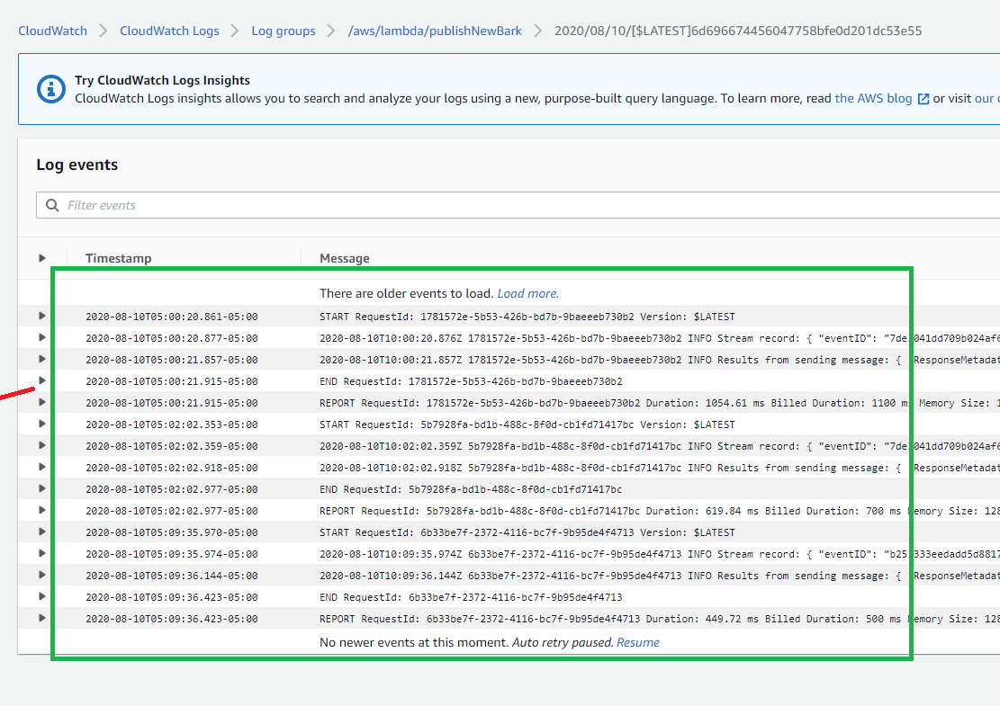 CloudWatch CloudWatch Logs Log groups /aws/lambda/publishNewBark 2020/08/10/[$LATEST]6d696674456047758bfe0d201dc53e55
Try CloudWatch Logs Insights
CloudWatch Logs insights allows you to search and analyze your logs using a new, purpose-built query language. To learn more, read the AWS blog or visit our
Log events
Filter events
Timestamp Message
There are older events to load. Load more.
2020-08-10T05:00:20.861-05:00 START RequestId: 1781572e-5b53-426b-bd7b-9baeeeb730b2 Version: $LATEST
2020-08-10T05:00:20.877-05:00 2020-08-10T10:00:20.876Z 1781572e-5b53-426b-bd7b-9baeeeb730b2 INFO Stream record: { "eventID":
2020-08-10T05:00:21.857-05:00 2020-08-10T10:00:21.857Z 1781572e-5b53-426b-bd7b-9baeeeb730b2 INFO Results from sending message: { ResponseMetadat
2020-08-10T05:00:21.915-05:00 END RequestId: 1781572e-5b53-426b-bd7b-9baeeeb730b2
2020-08-10T05:00:21.915-05:00 REPORT RequestId: 1781572e-5b53-426b-bd7b-9baeeeb730b2 Duration: 1054.61 ms Billed Duration: 1100 ms Memory Size: 1
2020-08-10T05:02:02.353-05:00 START RequestId: 5b7928fa-bd1b-488c-8f0d-cb1fd71417bc Version: $LATEST
2020-08-10T05:02:02.359-05:00 2020-08-10T10:02:02.359Z 5b7928fa-bd1b-488c-8f0d-cb1fd71417bc INFO Stream record: { "eventID":
2020-08-10T05:02:02.918-05:00 2020-08-10T10:02:02.918Z 5b7928fa-bd1b-488c-8f0d-cb1fd71417bc INFO Results from sending message: { ResponseMetadat
2020-08-10T05:02:02.977-05:00 END RequestId: 5b7928fa-bd1b-488c-8f0d-cb1fd71417bc
2020-08-10T05:02:02.977-05:00 REPORT RequestId: 5b7928fa-bd1b-488c-8f0d-cb1fd71417bc Duration: 619.84 ms Billed Duration: 700 ms Memory Size: 128
2020-08-10T05:09:35.970-05:00 START RequestId: 6b33be7f-2372-4116-bc7f-9b95de4f4713 Version: $LATEST
2020-08-10T05:09:35.974-05:00 2020-08-10T10:09:35.974Z 6b33be7f-2372-4116-bc7f-9b95de4f4713 INFO Stream record: { "eventID":
2020-08-10T05:09:36.144-05:00 2020-08-10T10:09:36.144Z 6b33be7f-2372-4116-bc7f-9b95de4f4713 INFO Results from sending message: { ResponseMetadat
2020-08-10T05:09:36.423-05:00 END RequestId: 6b33be7f-2372-4116-bc7f-9b95de4f4713
2020-08-10T05:09:36.423-05:00 REPORT RequestId: 6b33be7f-2372-4116-bc7f-9b95de4f4713 Duration: 449.72 ms Billed Duration: 500 ms Memory Size: 128
No newer events at this moment. Auto retry paused. Resume